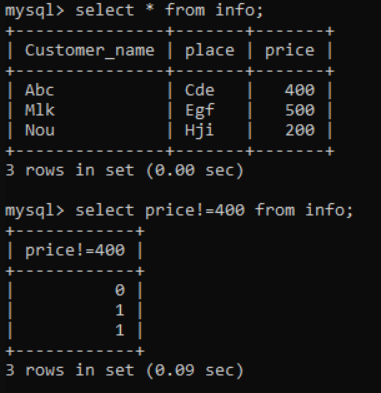 mysql> select * from info;
+---------------+-------+-------+
| Customer_name | place | price |
+---------------+-------+-------+
| Abc           | Cde   |   400 |
| Mlk           | Egf   |   500 |
| Nou           | Hji   |   200 |
+---------------+-------+-------+
3 rows in set (0.00 sec)

mysql> select price!=400 from info;
+------------+
| price!=400 |
+------------+
|          0 |
|          1 |
|          1 |
+------------+
3 rows in set (0.09 sec)